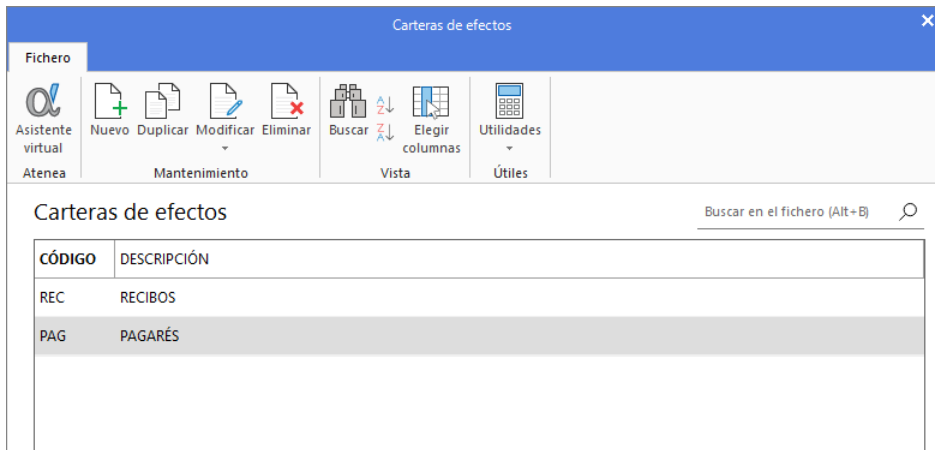 Carteras de efectos
Fichero
Asistente virtual
Nuevo
Duplicar
Modificar
Eliminar
Buscar
Elegir columnas
Utilidades
Atenea
Mantenimiento
Vista
Útiles
Carteras de efectos
Buscar en el fichero (Alt+B)
CÓDIGO DESCRIPCIÓN
REC RECIBOS
PAG PAGARÉS